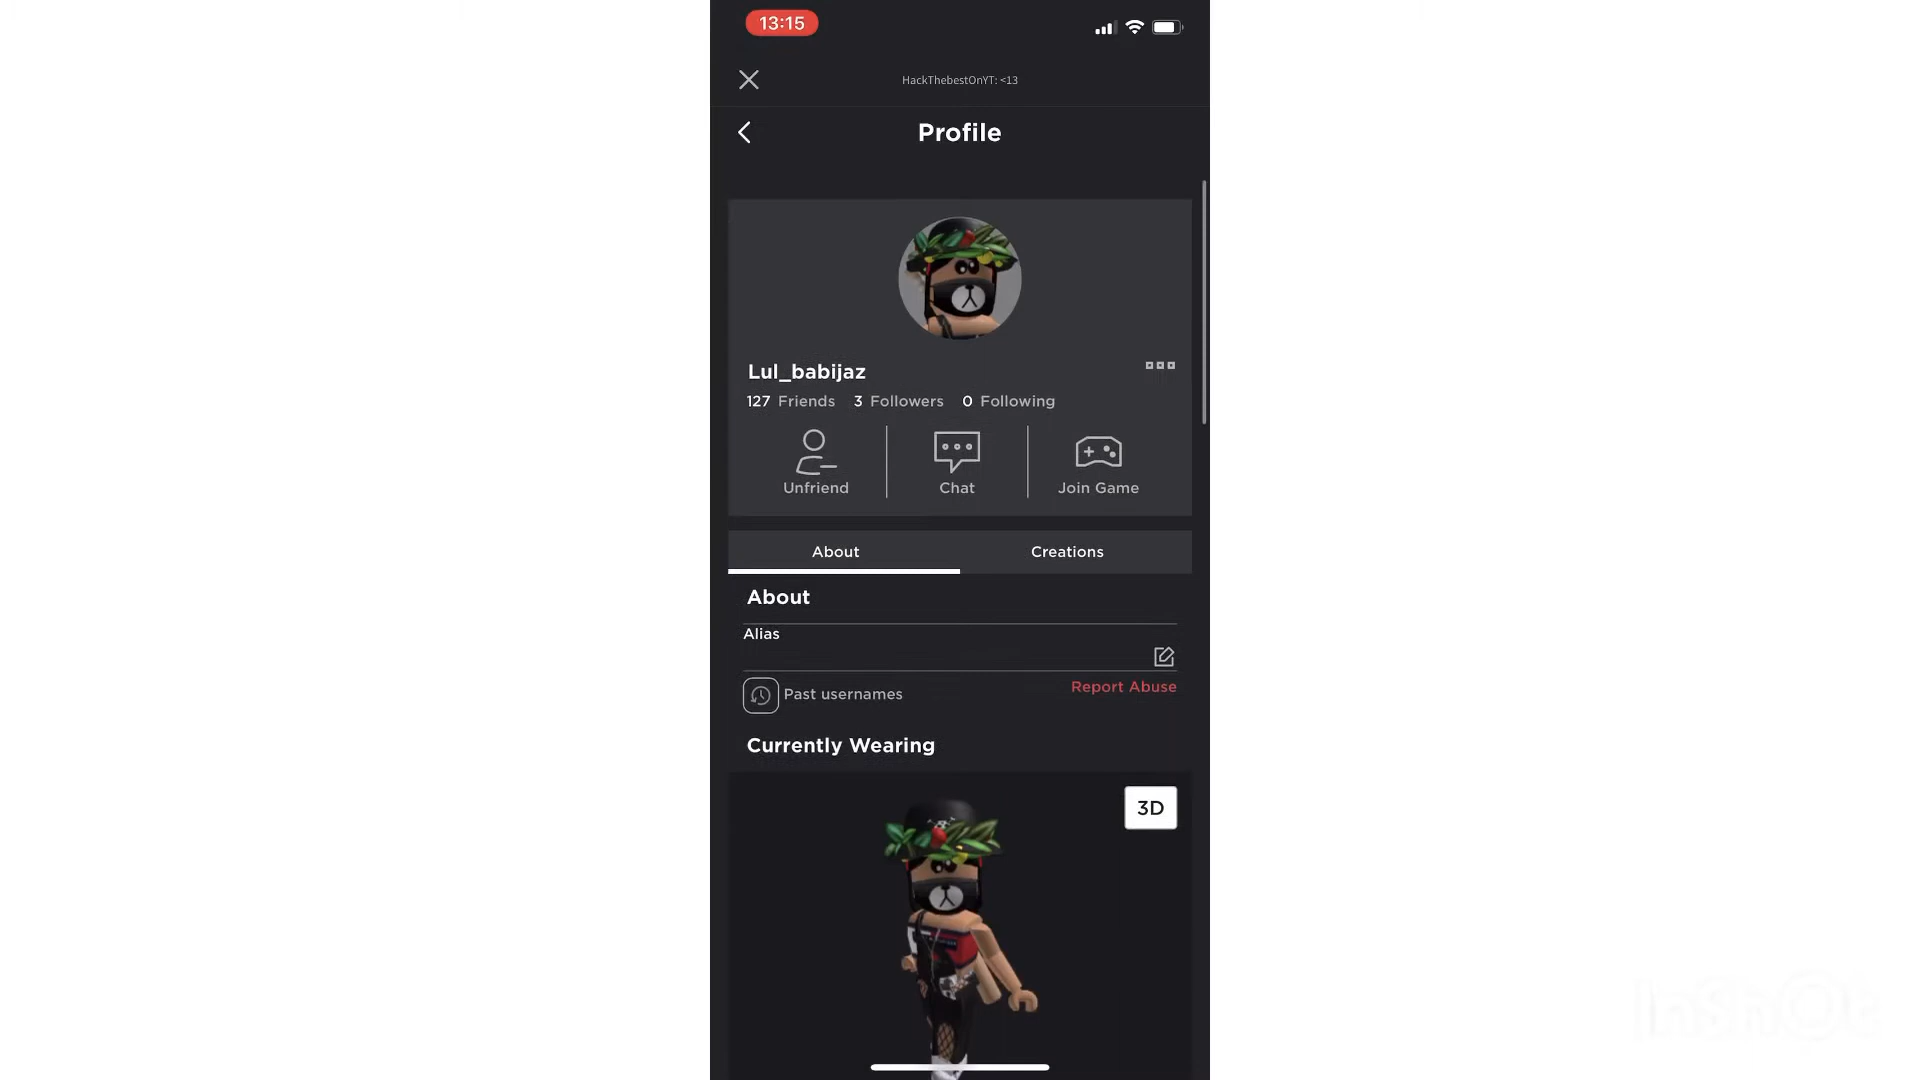 13:15
HackThebestOnYT: <13
Profile
Lul_babijaz
127 Friends 3 Followers 0 Following
Unfriend Chat Join Game
About Creations
About
Alias
Past usernames Report Abuse
Currently Wearing
3D
InShOt